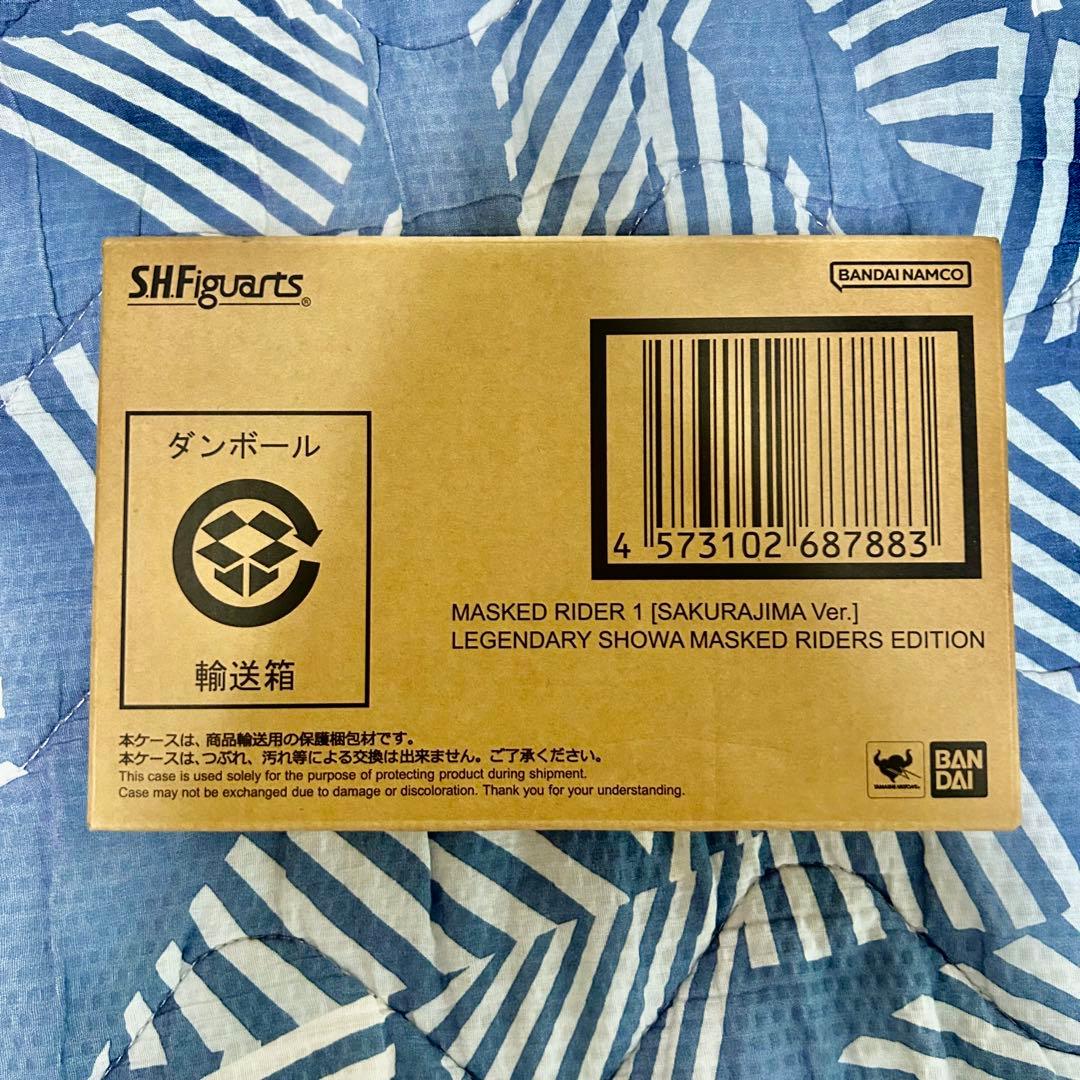 S.H.Figuarts®
BANDAI NAMCO
4 573102 687883
ダンボール
輸送箱
MASKED RIDER 1 [SAKURAJIMA Ver.]
LEGENDARY SHOWA MASKED RIDERS EDITION
本ケースは、商品輸送用の保護梱包材です。
本ケースは、つぶれ、汚れ等による交換は出来ません。ご了承ください。
This case is used solely for the purpose of protecting product during shipment.
Case may not be exchanged due to damage or discoloration. Thank you for your understanding.
TAMASHII NATIONS
BAN
DAI